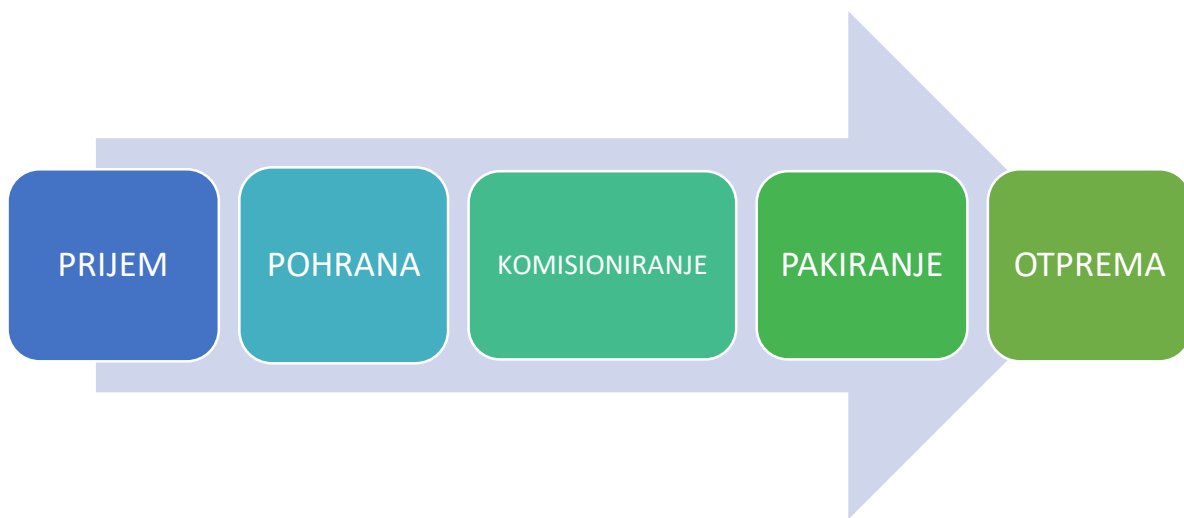 PRIJEM
POHRANA
KOMISIONIRANJE
PAKIRANJE
OTPREMA